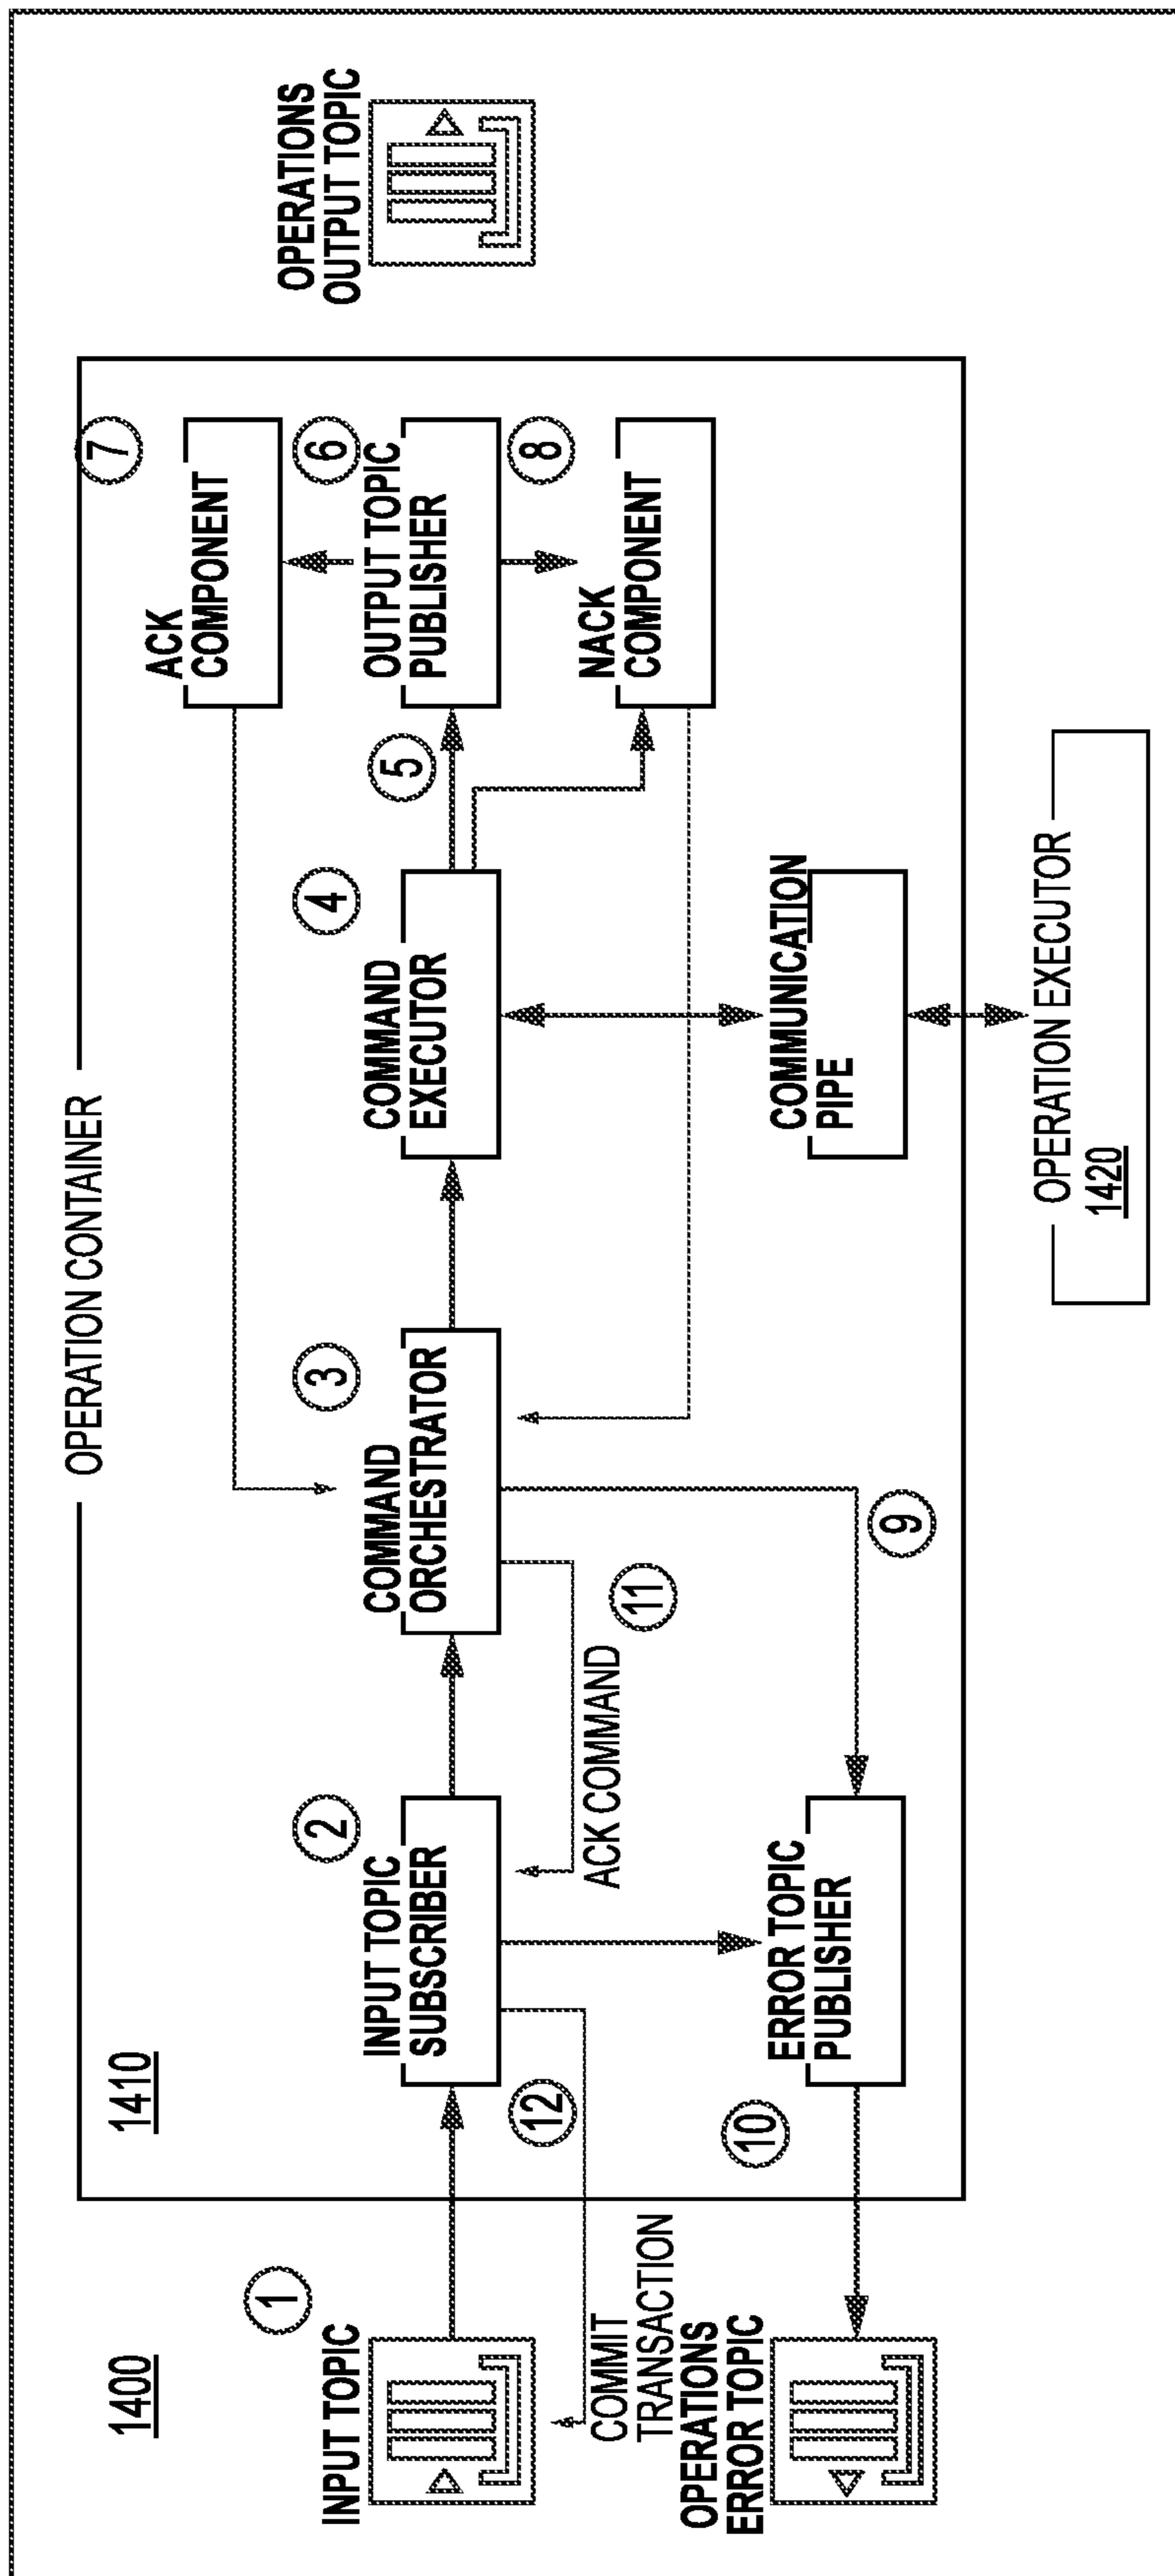 1400
1410
OPERATION CONTAINER
1
INPUT TOPIC
2
INPUT TOPIC
SUBSCRIBER
3
COMMAND
ORCHESTRATOR
4
COMMAND
EXECUTOR
5
7
ACK
COMPONENT
6
OUTPUT TOPIC
PUBLISHER
8
NACK
COMPONENT
OPERATIONS
OUTPUT TOPIC
12
COMMIT
TRANSACTION
ACK COMMAND
11
OPERATIONS
ERROR TOPIC
10
ERROR TOPIC
PUBLISHER
9
COMMUNICATION
PIPE
OPERATION EXECUTOR
1420